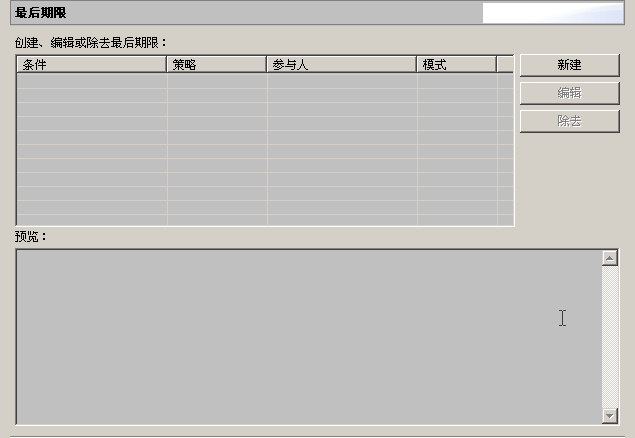 最后期限
创建、编辑或除去最后期限：
条件 策略 参与人 模式
新建
编辑
除去
预览：